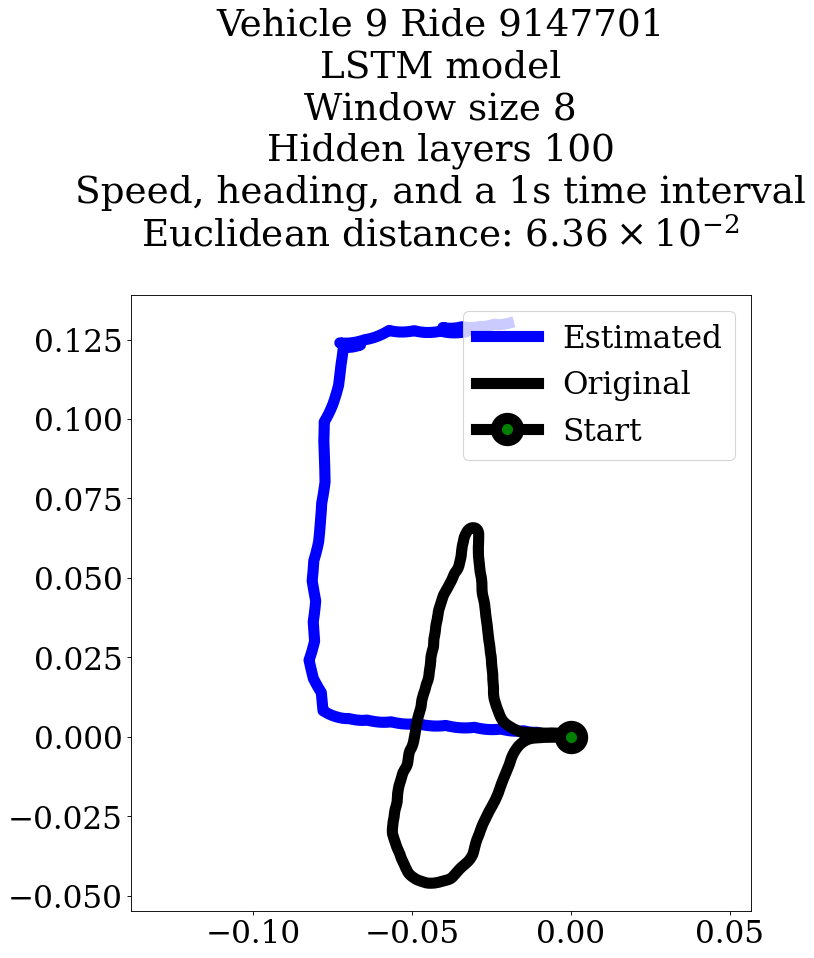 Vehicle 9 Ride 9147701
LSTM model
Window size 8
Hidden layers 100
Speed, heading, and a 1s time interval
Euclidean distance: 6.36 × 10⁻²
Estimated
Original
Start
0.125
0.100
0.075
0.050
0.025
0.000
−0.025
−0.050
−0.10
−0.05
0.00
0.05